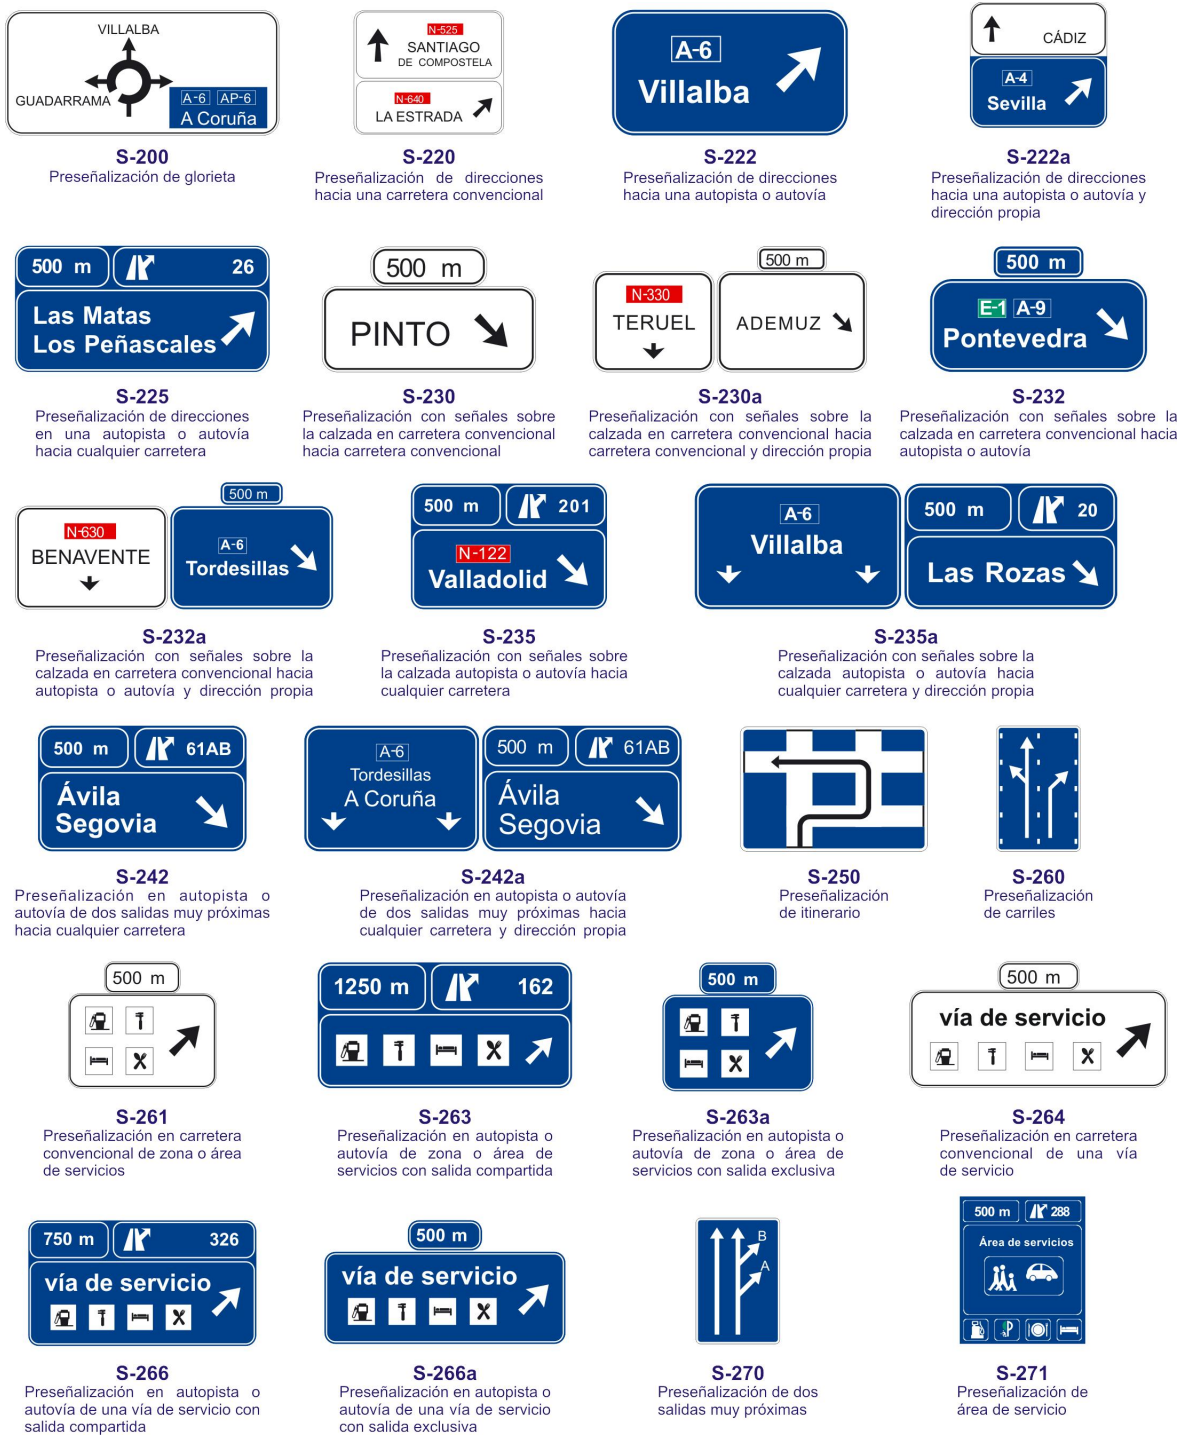 VILLALBA
GUADARRAMA
A-6 AP-6
A Coruña
S-200
Preseñalización de glorieta
N-525
SANTIAGO
DE COMPOSTELA
N-640
LA ESTRADA
S-220
Preseñalización de direcciones
hacia una carretera convencional
A-6
Villalba
S-222
Preseñalización de direcciones
hacia una autopista o autovía
CÁDIZ
A-4
Sevilla
S-222a
Preseñalización de direcciones
hacia una autopista o autovía y
dirección propia
500 m 26
Las Matas
Los Peñascales
S-225
Preseñalización de direcciones
en una autopista o autovía
hacia cualquier carretera
500 m
PINTO
S-230
Preseñalización con señales sobre
la calzada en carretera convencional
hacia carretera convencional
500 m
N-330
TERUEL
ADEMUZ
S-230a
Preseñalización con señales sobre la
calzada en carretera convencional hacia
carretera convencional y dirección propia
500 m
E-1 A-9
Pontevedra
S-232
Preseñalización con señales sobre la
calzada en carretera convencional hacia
autopista o autovía
N-630
BENAVENTE
500 m
A-6
Tordesillas
S-232a
Preseñalización con señales sobre la
calzada en carretera convencional hacia
autopista o autovía y dirección propia
500 m 201
N-122
Valladolid
S-235
Preseñalización con señales sobre
la calzada autopista o autovía hacia
cualquier carretera
A-6
Villalba
500 m 20
Las Rozas
S-235a
Preseñalización con señales sobre la
calzada autopista o autovía hacia
cualquier carretera y dirección propia
500 m 61AB
Ávila
Segovia
S-242
Preseñalización en autopista o
autovía de dos salidas muy próximas
hacia cualquier carretera
A-6
Tordesillas
A Coruña
500 m 61AB
Ávila
Segovia
S-242a
Preseñalización en autopista o autovía
de dos salidas muy próximas hacia
cualquier carretera y dirección propia
S-250
Preseñalización
de itinerario
S-260
Preseñalización
de carriles
500 m
S-261
Preseñalización en carretera
convencional de zona o área
de servicios
1250 m 162
S-263
Preseñalización en autopista o
autovía de zona o área de
servicios con salida compartida
500 m
S-263a
Preseñalización en autopista o
autovía de zona o área de
servicios con salida exclusiva
500 m
vía de servicio
S-264
Preseñalización en carretera
convencional de una vía
de servicio
750 m 326
vía de servicio
S-266
Preseñalización en autopista o
autovía de una vía de servicio con
salida compartida
500 m
vía de servicio
S-266a
Preseñalización en autopista o
autovía de una vía de servicio
con salida exclusiva
B
A
S-270
Preseñalización de dos
salidas muy próximas
500 m 288
Área de servicios
P
S-271
Preseñalización de
área de servicio